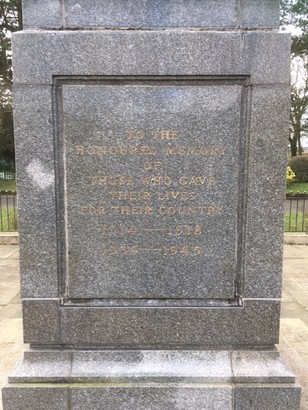 TO THE
HONOURED MEMORY
OF
THOSE WHO GAVE
THEIR LIVES
FOR THEIR COUNTRY
1914 — 1918
1939 — 1945